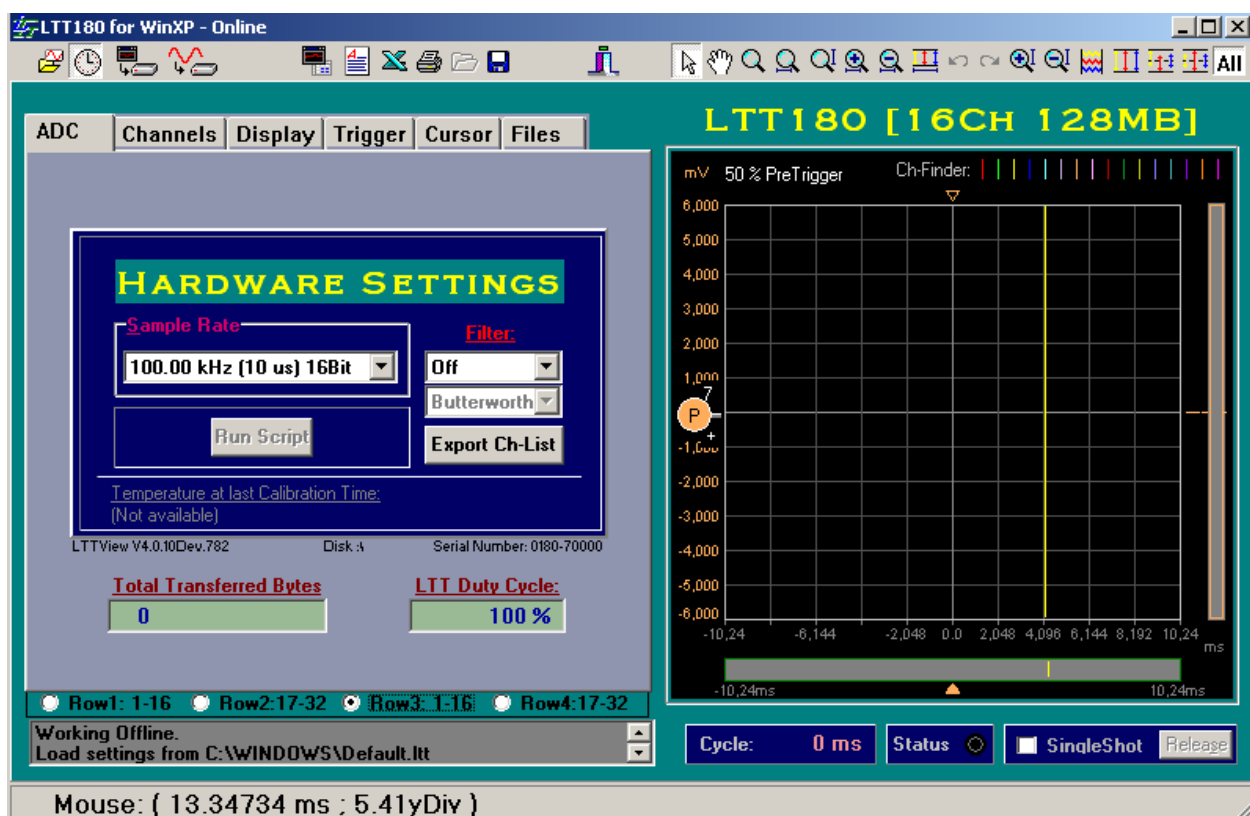 LTT180 for WinXP - Online
All
ADC Channels Display Trigger Cursor Files
LTT180 [16Ch 128MB]
Hardware Settings
Sample Rate
100.00 kHz (10 us) 16Bit
Filter:
Off
Butterworth
Run Script
Export Ch-List
Temperature at last Calibration Time:
(Not available)
LTTView V4.0.10Dev.782 Disk :\ Serial Number: 0180-70000
Total Transferred Bytes
0
LTT Duty Cycle:
100 %
Row1: 1-16 Row2:17-32 Row3: 1-16 Row4:17-32
Working Offline.
Load settings from C:\WINDOWS\Default.ltt
mV 50 % PreTrigger Ch-Finder:
6,000
5,000
4,000
3,000
2,000
1,000
7
P
+
-2,000
-3,000
-4,000
-5,000
-6,000
-10,24 -6,144 -2,048 0.0 2,048 4,096 6,144 8,192 10,24
ms
-10,24ms 10,24ms
Cycle: 0 ms Status SingleShot Release
Mouse: ( 13.34734 ms ; 5.41yDiv )